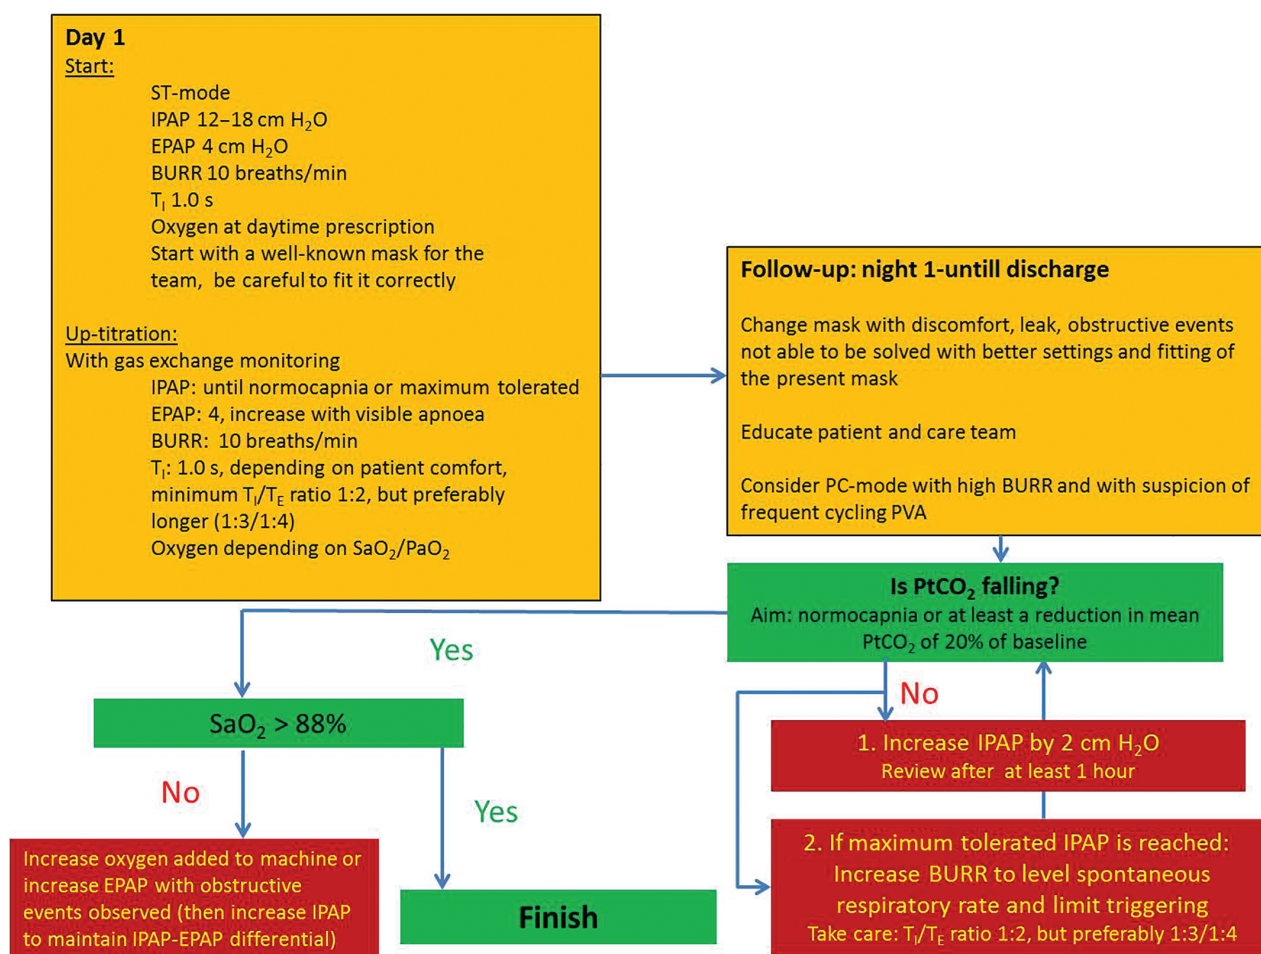 Day 1
Start:
ST-mode
IPAP 12–18 cm H₂O
EPAP 4 cm H₂O
BURR 10 breaths/min
Tᵢ 1.0 s
Oxygen at daytime prescription
Start with a well-known mask for the
team, be careful to fit it correctly
Up-titration:
With gas exchange monitoring
IPAP: until normocapnia or maximum tolerated
EPAP: 4, increase with visible apnoea
BURR: 10 breaths/min
Tᵢ: 1.0 s, depending on patient comfort,
minimum Tᵢ/Tᴇ ratio 1:2, but preferably
longer (1:3/1:4)
Oxygen depending on SaO₂/PaO₂
Follow-up: night 1-untill discharge
Change mask with discomfort, leak, obstructive events
not able to be solved with better settings and fitting of
the present mask
Educate patient and care team
Consider PC-mode with high BURR and with suspicion of
frequent cycling PVA
Is PtCO₂ falling?
Aim: normocapnia or at least a reduction in mean
PtCO₂ of 20% of baseline
Yes
No
SaO₂ > 88%
1. Increase IPAP by 2 cm H₂O
Review after at least 1 hour
No
Yes
2. If maximum tolerated IPAP is reached:
Increase BURR to level spontaneous
respiratory rate and limit triggering
Take care: Tᵢ/Tᴇ ratio 1:2, but preferably 1:3/1:4
Increase oxygen added to machine or
increase EPAP with obstructive
events observed (then increase IPAP
to maintain IPAP-EPAP differential)
Finish